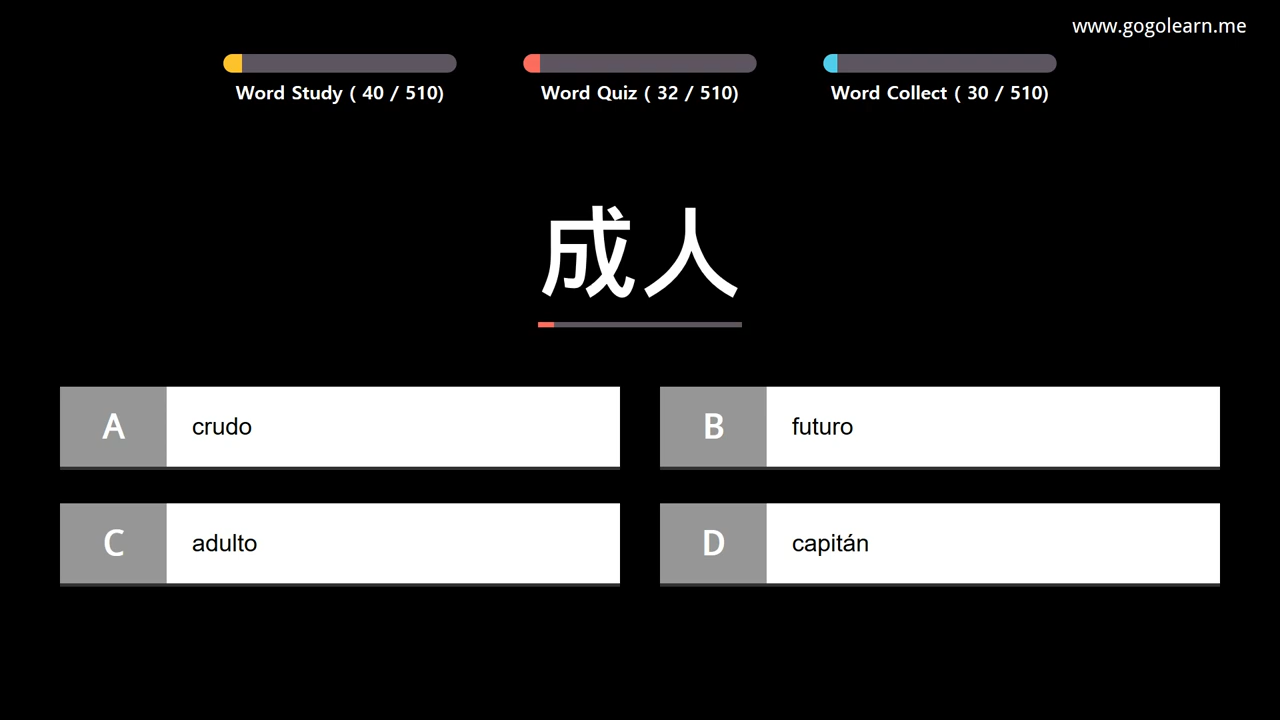 www.gogolearn.me
Word Study ( 40 / 510)
Word Quiz ( 32 / 510)
Word Collect ( 30 / 510)
成人
A crudo
B futuro
C adulto
D capitán